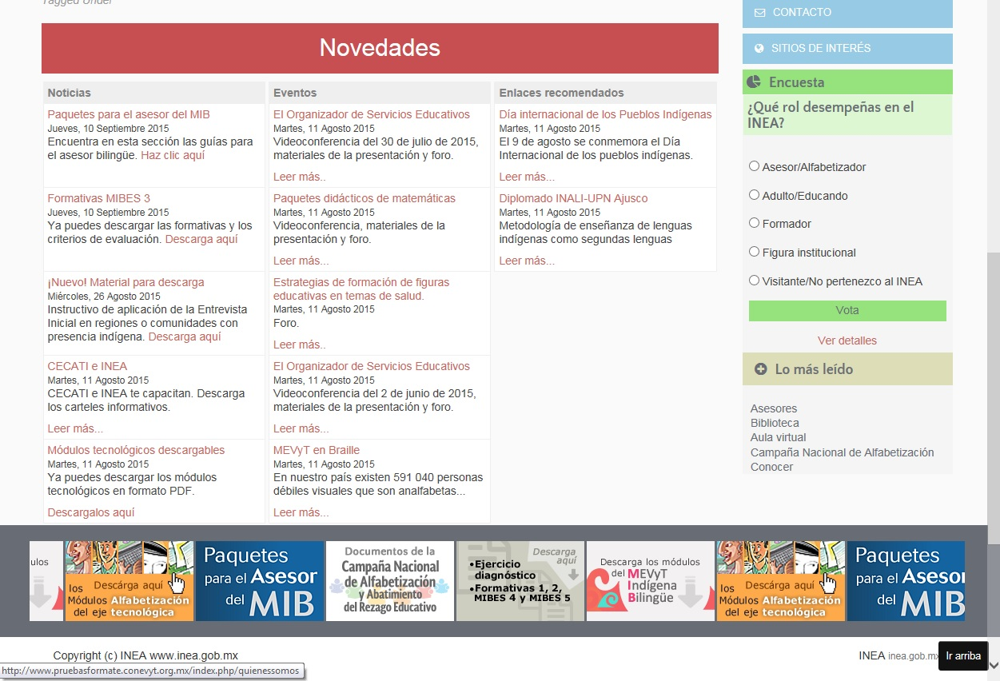 Tagged Under
Novedades
Noticias
Paquetes para el asesor del MIB
Jueves, 10 Septiembre 2015
Encuentra en esta sección las guías para
el asesor bilingüe. Haz clic aquí
Formativas MIBES 3
Jueves, 10 Septiembre 2015
Ya puedes descargar las formativas y los
criterios de evaluación. Descarga aquí
¡Nuevo! Material para descarga
Miércoles, 26 Agosto 2015
Instructivo de aplicación de la Entrevista
Inicial en regiones o comunidades con
presencia indígena. Descarga aquí
CECATI e INEA
Martes, 11 Agosto 2015
CECATI e INEA te capacitan. Descarga
los carteles informativos.
Leer más...
Módulos tecnológicos descargables
Martes, 11 Agosto 2015
Ya puedes descargar los módulos
tecnológicos en formato PDF.
Descargalos aquí
Eventos
El Organizador de Servicios Educativos
Martes, 11 Agosto 2015
Videoconferencia del 30 de julio de 2015,
materiales de la presentación y foro.
Leer más..
Paquetes didácticos de matemáticas
Martes, 11 Agosto 2015
Videoconferencia, materiales de la
presentación y foro.
Leer más...
Estrategias de formación de figuras
educativas en temas de salud.
Martes, 11 Agosto 2015
Foro.
Leer más..
El Organizador de Servicios Educativos
Martes, 11 Agosto 2015
Videoconferencia del 2 de junio de 2015,
materiales de la presentación y foro.
Leer más...
MEVyT en Braille
Martes, 11 Agosto 2015
En nuestro país existen 591 040 personas
débiles visuales que son analfabetas...
Leer más...
Enlaces recomendados
Día internacional de los Pueblos Indígenas
Martes, 11 Agosto 2015
El 9 de agosto se conmemora el Día
Internacional de los pueblos indígenas.
Leer más...
Diplomado INALI-UPN Ajusco
Martes, 11 Agosto 2015
Metodología de enseñanza de lenguas
indígenas como segundas lenguas
Leer más...
CONTACTO
SITIOS DE INTERÉS
Encuesta
¿Qué rol desempeñas en el
INEA?
Asesor/Alfabetizador
Adulto/Educando
Formador
Figura institucional
Visitante/No pertenezco al INEA
Vota
Ver detalles
Lo más leído
Asesores
Biblioteca
Aula virtual
Campaña Nacional de Alfabetización
Conocer
ulos
Descárga aquí
los
Módulos Alfabetización
del eje tecnológica
Paquetes
para el Asesor
del MIB
Documentos de la
Campaña Nacional
de Alfabetización
y Abatimiento
del Rezago Educativo
Descarga
aquí
•Ejercicio
diagnóstico
•Formativas 1, 2,
MIBES 4 y MIBES 5
Descarga los módulos
del MEVyT
Indígena
Bilingüe
Descárga aquí
los
Módulos Alfabetización
del eje tecnológica
Paquetes
para el Asesor
del MIB
Copyright (c) INEA www.inea.gob.mx
INEA inea.gob.mx
Ir arriba
http://www.pruebasformate.conevyt.org.mx/index.php/quienessomos